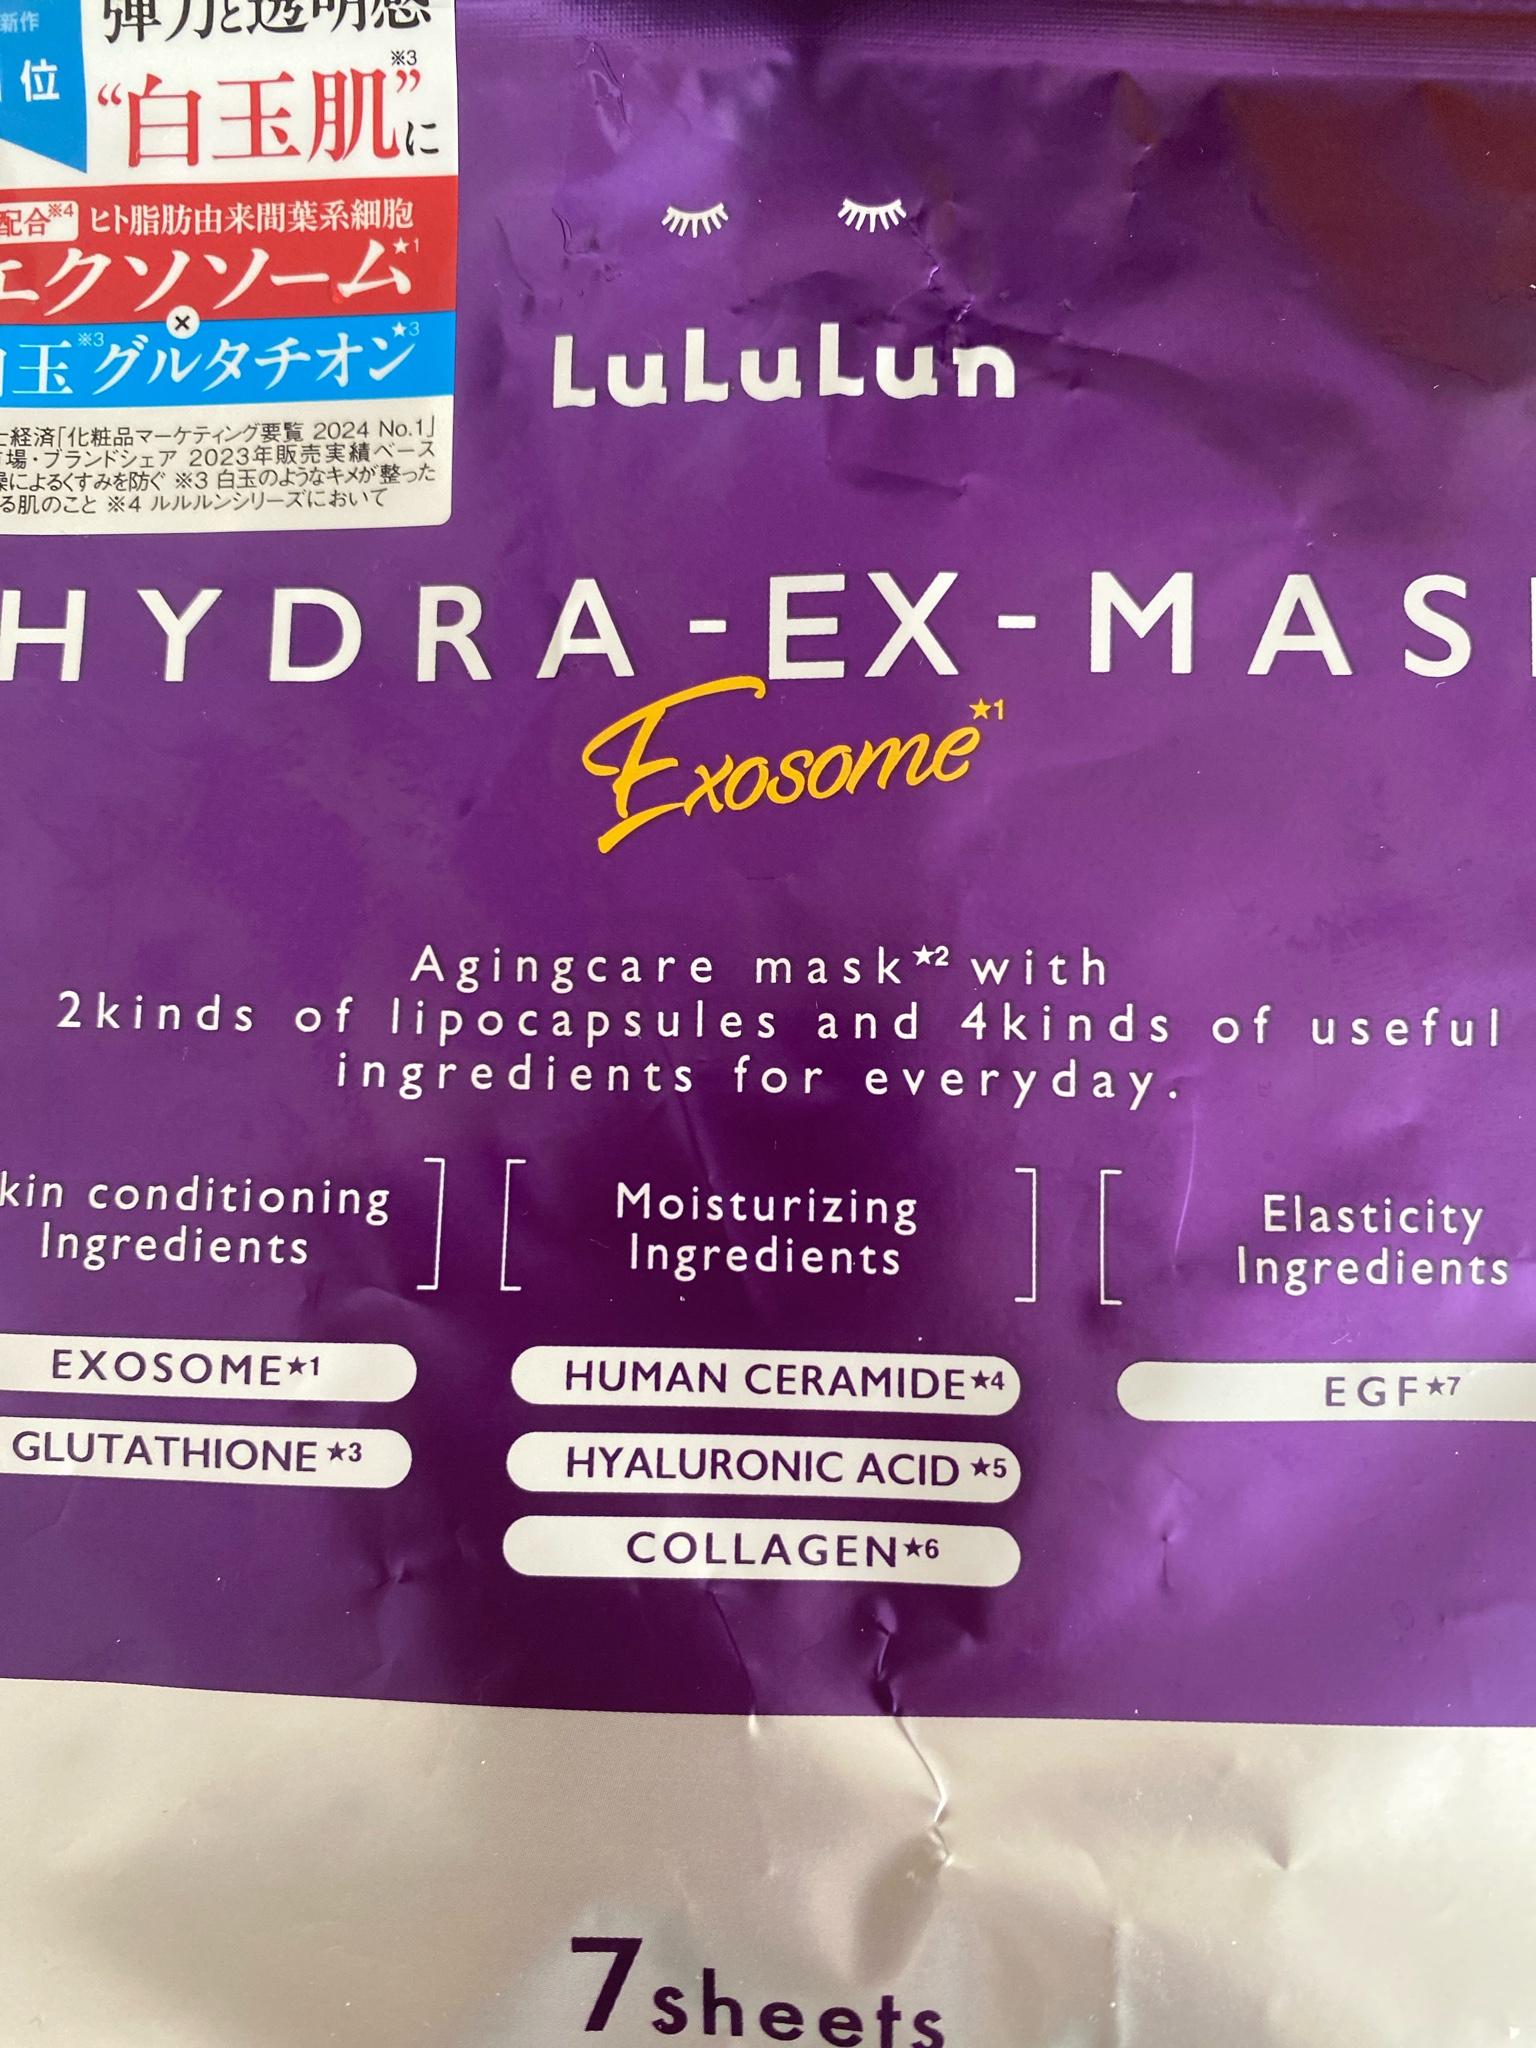 新作
位
弾力と透明感
“白玉肌”※3に
配合※4 ヒト脂肪由来間葉系細胞
エクソソーム★1
×
白玉※3グルタチオン★3
経済「化粧品マーケティング要覧 2024 No.1」
場・ブランドシェア 2023年販売実績ベース
によるくすみを防ぐ ※3 白玉のようなキメが整った
る肌のこと ※4 ルルルンシリーズにおいて
LuLuLun
HYDRA-EX-MAS
Exosome★1
Agingcare mask★2 with
2kinds of lipocapsules and 4kinds of useful
ingredients for everyday.
kin conditioning
Ingredients
EXOSOME★1
GLUTATHIONE★3
Moisturizing
Ingredients
HUMAN CERAMIDE★4
HYALURONIC ACID★5
COLLAGEN★6
Elasticity
Ingredients
EGF★7
7sheets